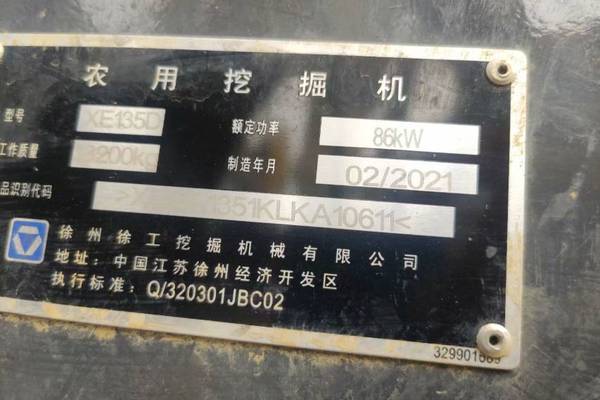 农用挖掘机
型号 XE135D 额定功率 86kW
工作质量 制造年月 02/2021
品识别代码 1351KLKA10611<
徐州徐工挖掘机械有限公司
地址：中国江苏徐州经济开发区
执行标准：Q/320301JBC02